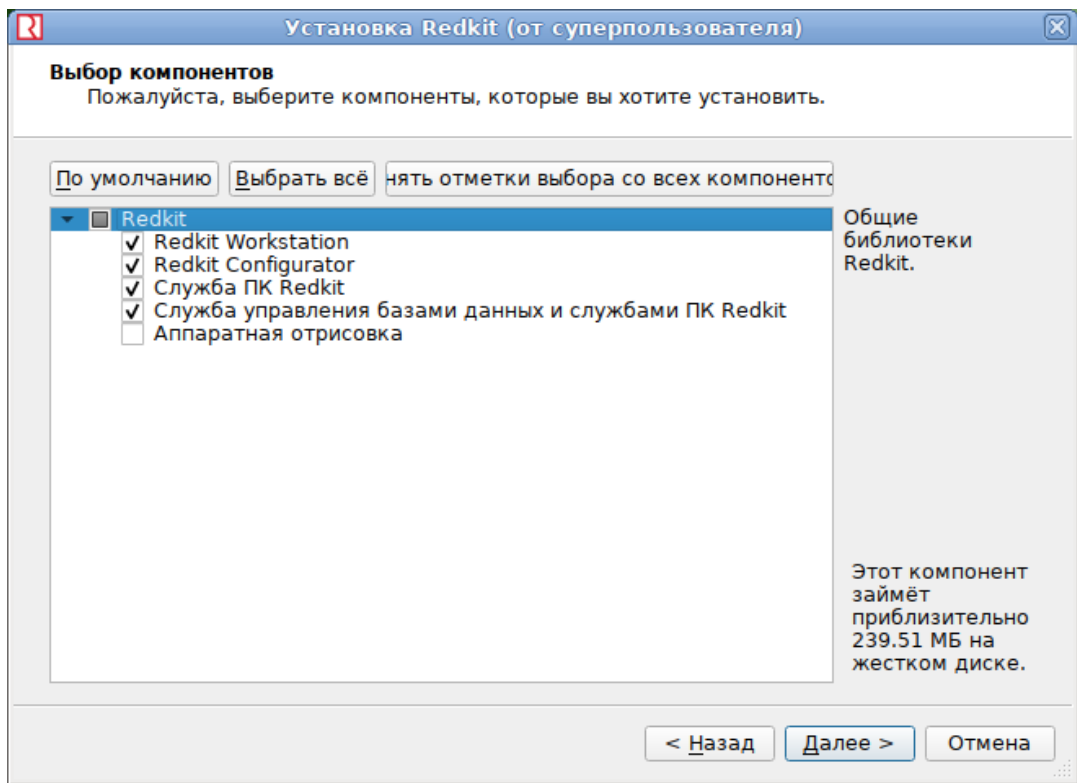 Установка Redkit (от суперпользователя)
Выбор компонентов
Пожалуйста, выберите компоненты, которые вы хотите установить.
По умолчанию
Выбрать всё
нять отметки выбора со всех компоненто
Redkit
Redkit Workstation
Redkit Configurator
Служба ПК Redkit
Служба управления базами данных и службами ПК Redkit
Аппаратная отрисовка
Общие
библиотеки
Redkit.
Этот компонент
займёт
приблизительно
239.51 МБ на
жестком диске.
< Назад
Далее >
Отмена